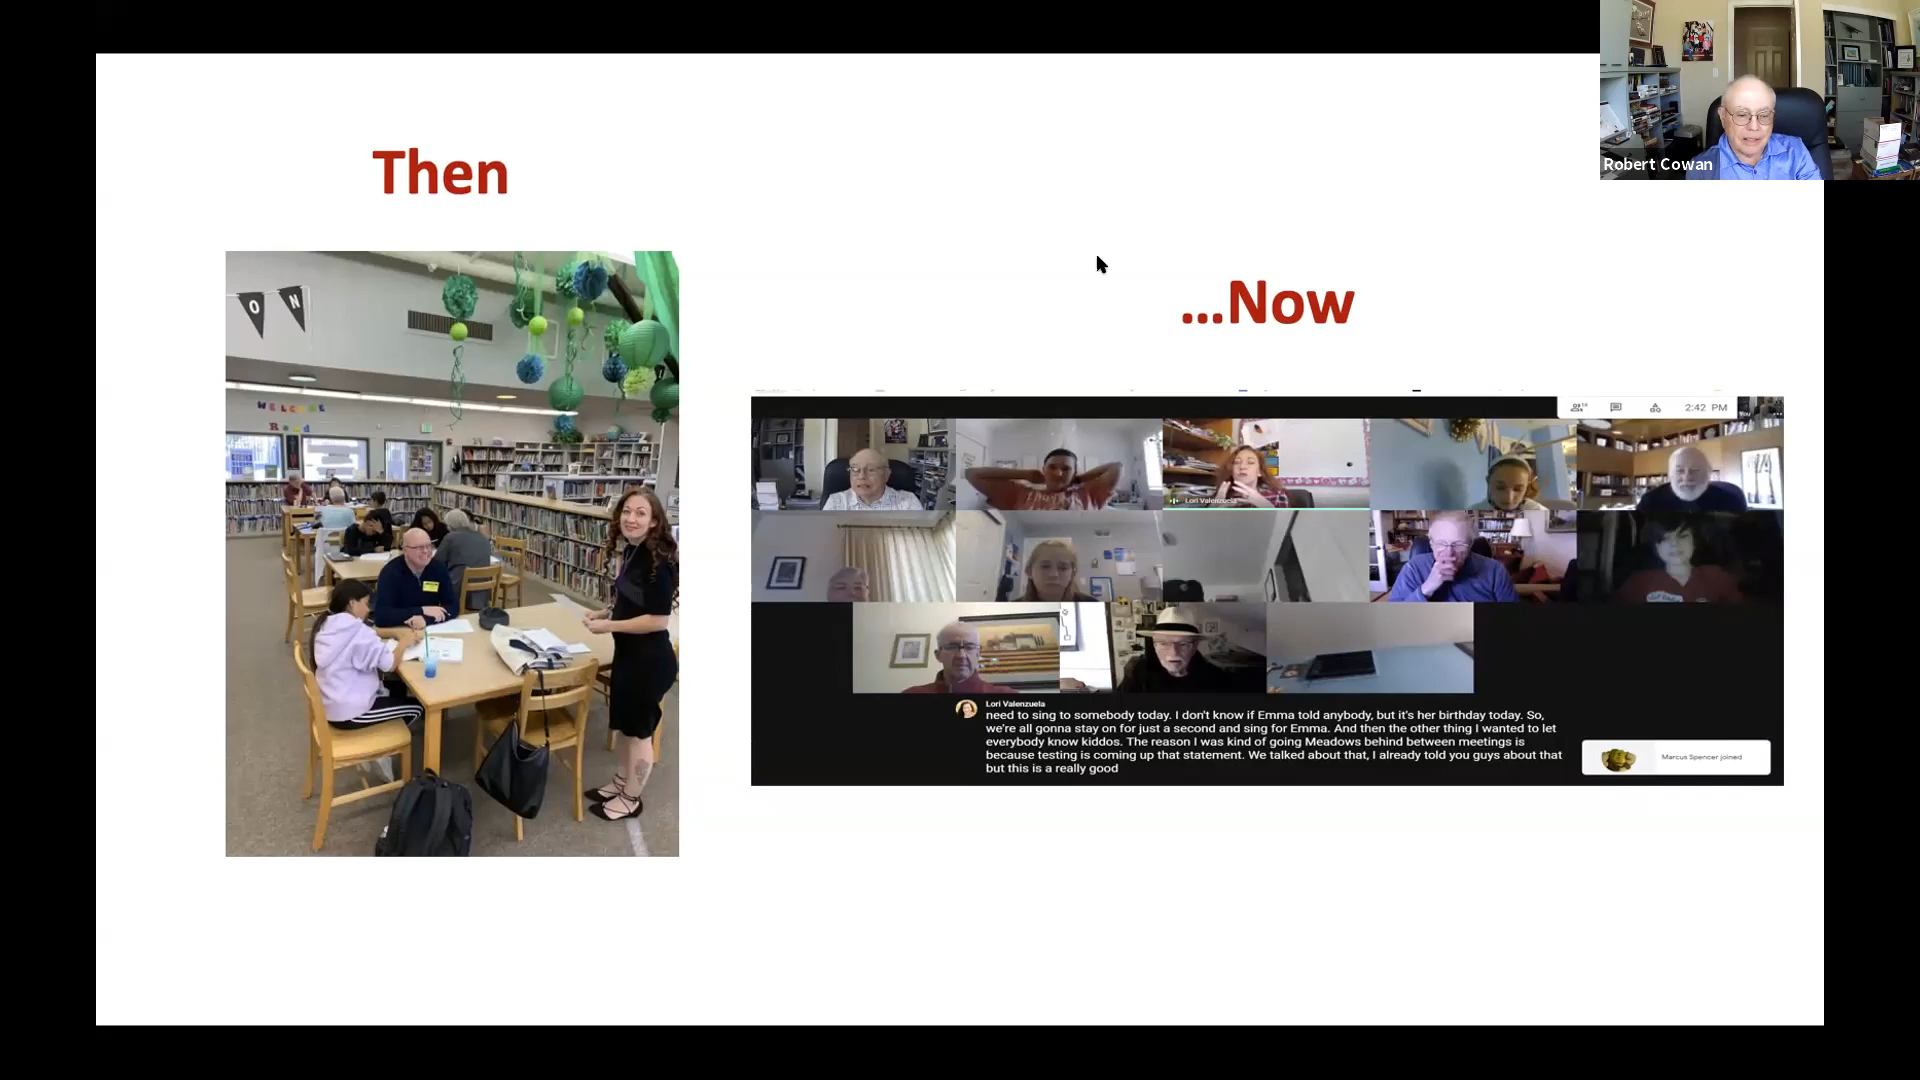 Robert Cowan
Then
...Now
O N
WELCOME
Read
2:42 PM
Lori Valenzuela
Lori Valenzuela
need to sing to somebody today. I don't know if Emma told anybody, but it's her birthday today. So,
we're all gonna stay on for just a second and sing for Emma. And then the other thing I wanted to let
everybody know kiddos. The reason I was kind of going Meadows behind between meetings is
because testing is coming up that statement. We talked about that, I already told you guys about that
but this is a really good
Marcus Spencer joined